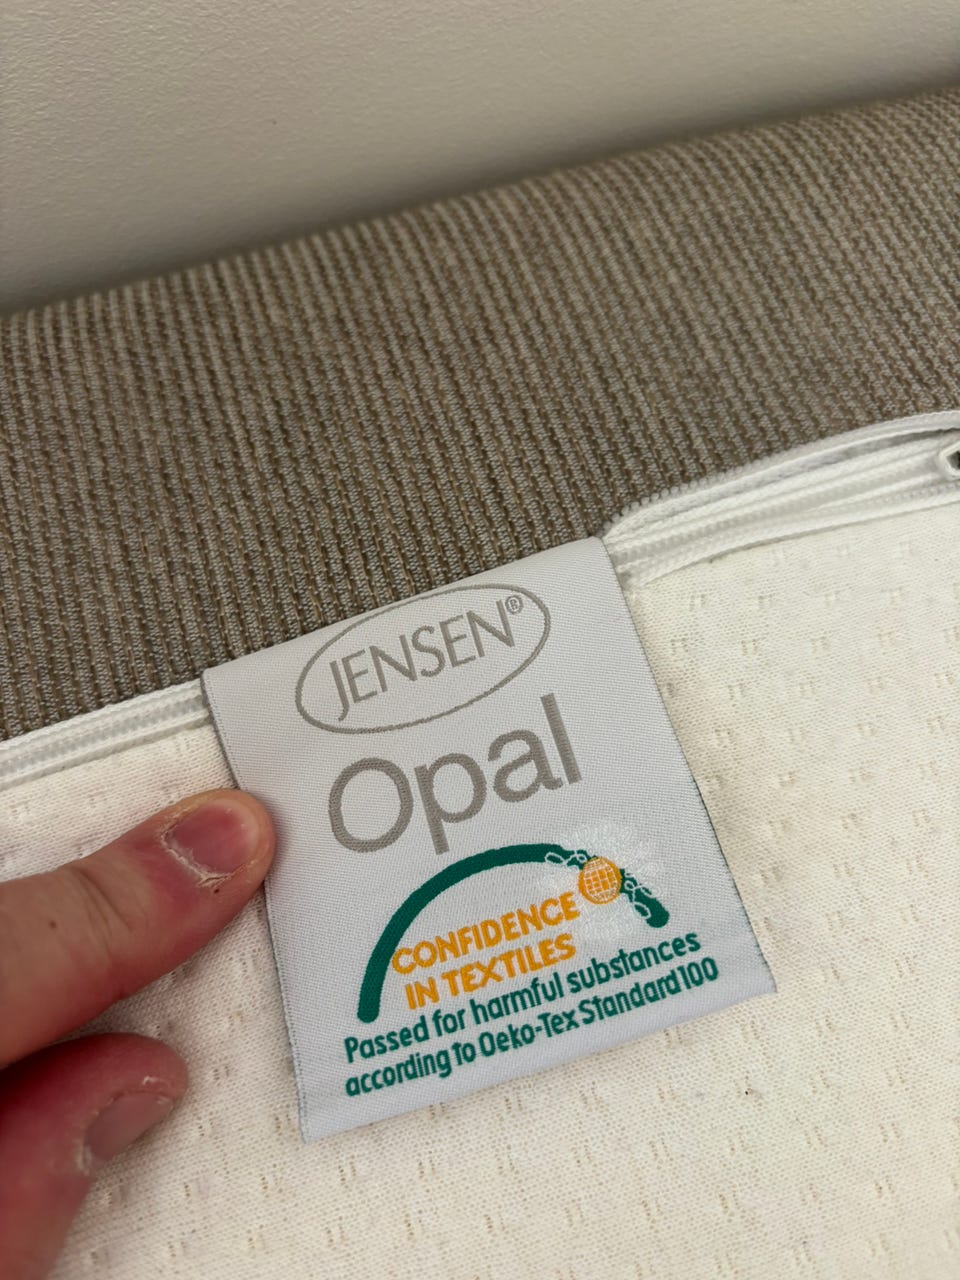 JENSEN®
Opal
CONFIDENCE
IN TEXTILES
Passed for harmful substances
according to Oeko-Tex Standard 100